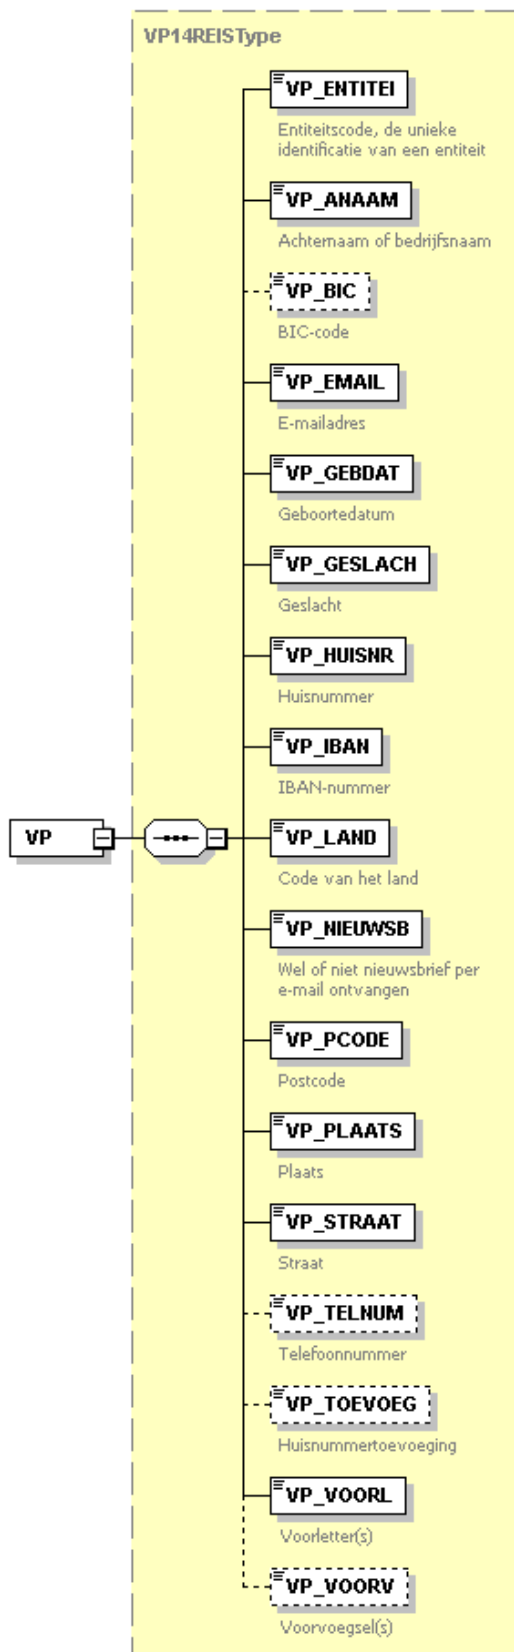 VP14REISType
VP_ENTITEI
Entiteitscode, de unieke
identificatie van een entiteit
VP_ANAAM
Achternaam of bedrijfsnaam
VP_BIC
BIC-code
VP_EMAIL
E-mailadres
VP_GEBDAT
Geboortedatum
VP_GESLACH
Geslacht
VP_HUISNR
Huisnummer
VP_IBAN
IBAN-nummer
VP
VP_LAND
Code van het land
VP_NIEUWSB
Wel of niet nieuwsbrief per
e-mail ontvangen
VP_PCODE
Postcode
VP_PLAATS
Plaats
VP_STRAAT
Straat
VP_TELNUM
Telefoonnummer
VP_TOEVOEG
Huisnummertoevoeging
VP_VOORL
Voorletter(s)
VP_VOORV
Voorvoegsel(s)